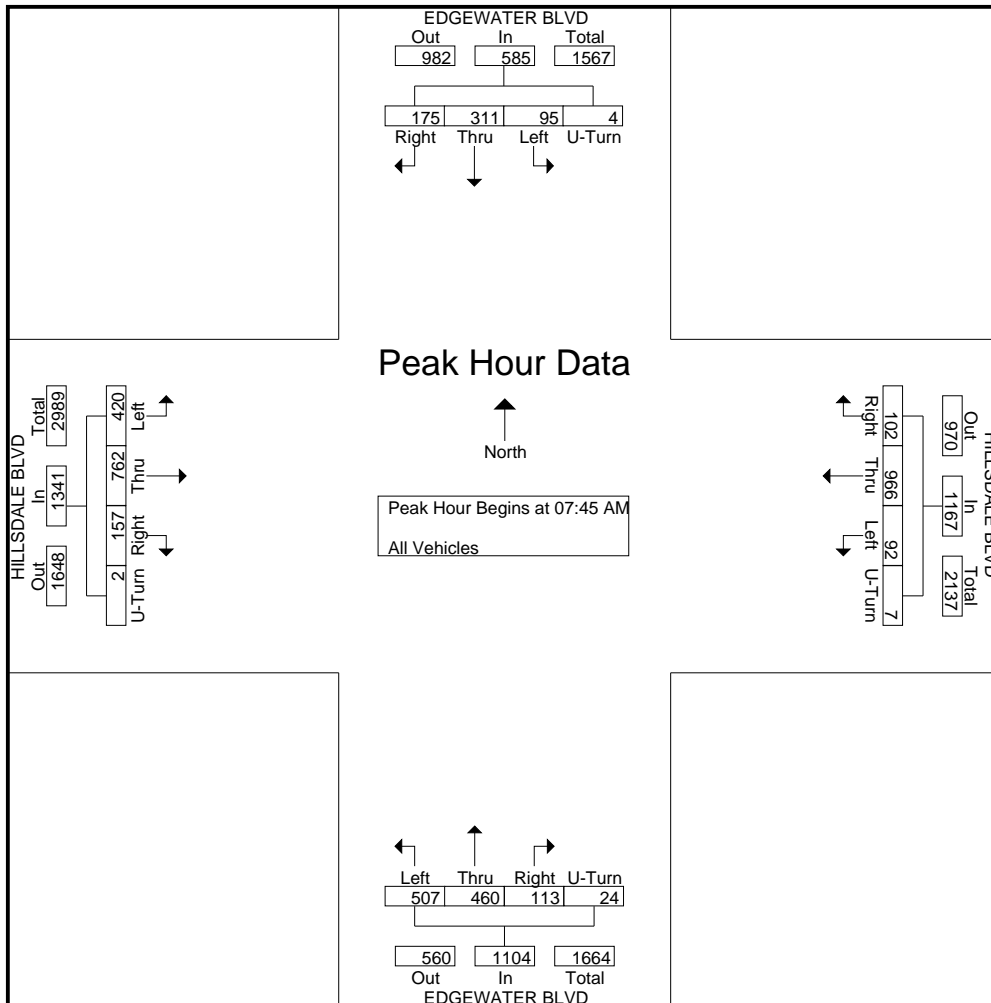 EDGEWATER BLVD
Out In Total
982 585 1567
175 311 95 4
Right Thru Left U-Turn
Peak Hour Data
North
Peak Hour Begins at 07:45 AM
All Vehicles
HILLSDALE BLVD
Total In Out
2989 1341 1648
420 762 157 2
Left Thru Right U-Turn
HILLSDALE BLVD
Out In Total
970 1167 2137
102 966 92 7
Right Thru Left U-Turn
Left Thru Right U-Turn
507 460 113 24
560 1104 1664
Out In Total
EDGEWATER BLVD